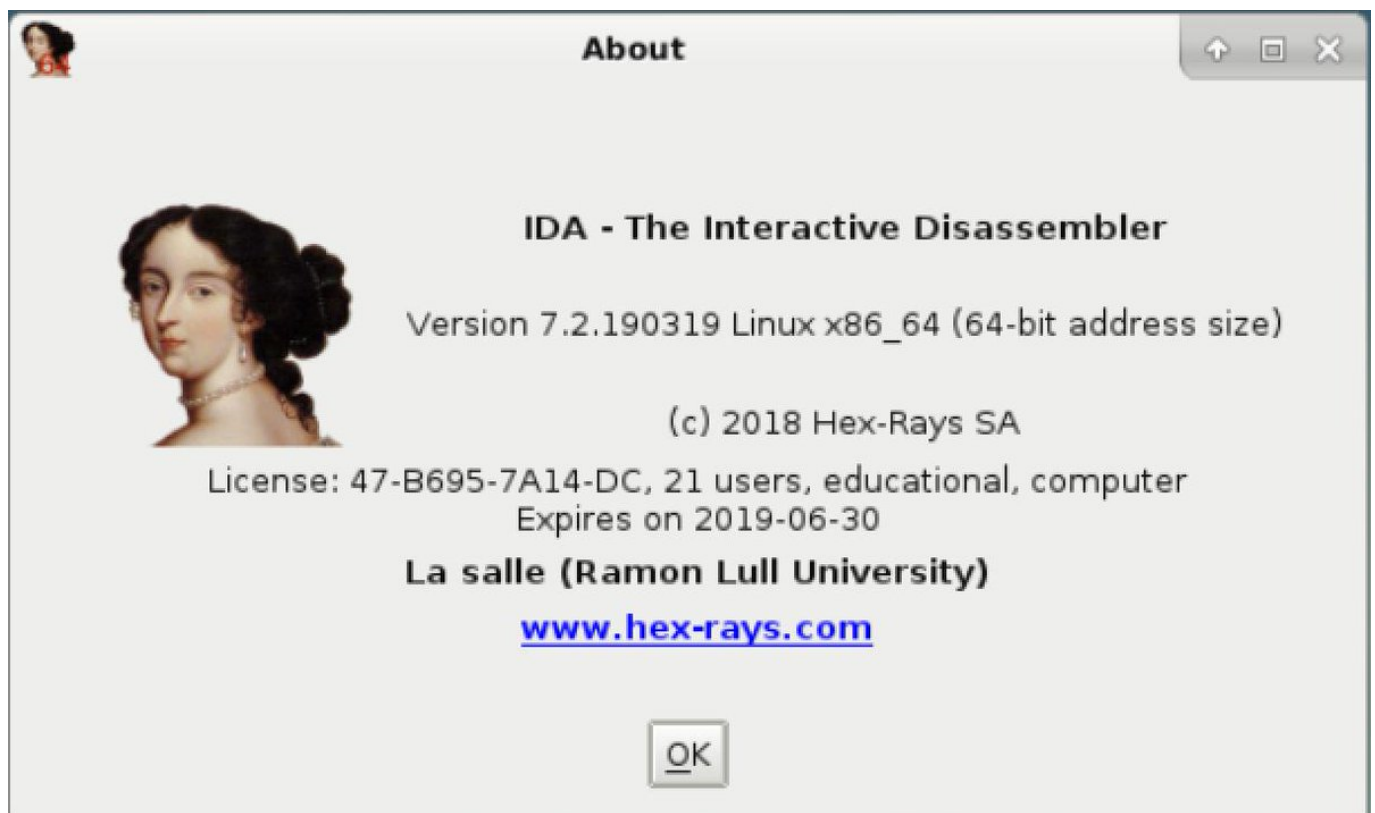 About
IDA - The Interactive Disassembler
Version 7.2.190319 Linux x86_64 (64-bit address size)
(c) 2018 Hex-Rays SA
License: 47-B695-7A14-DC, 21 users, educational, computer
Expires on 2019-06-30
La salle (Ramon Lull University)
www.hex-rays.com
OK